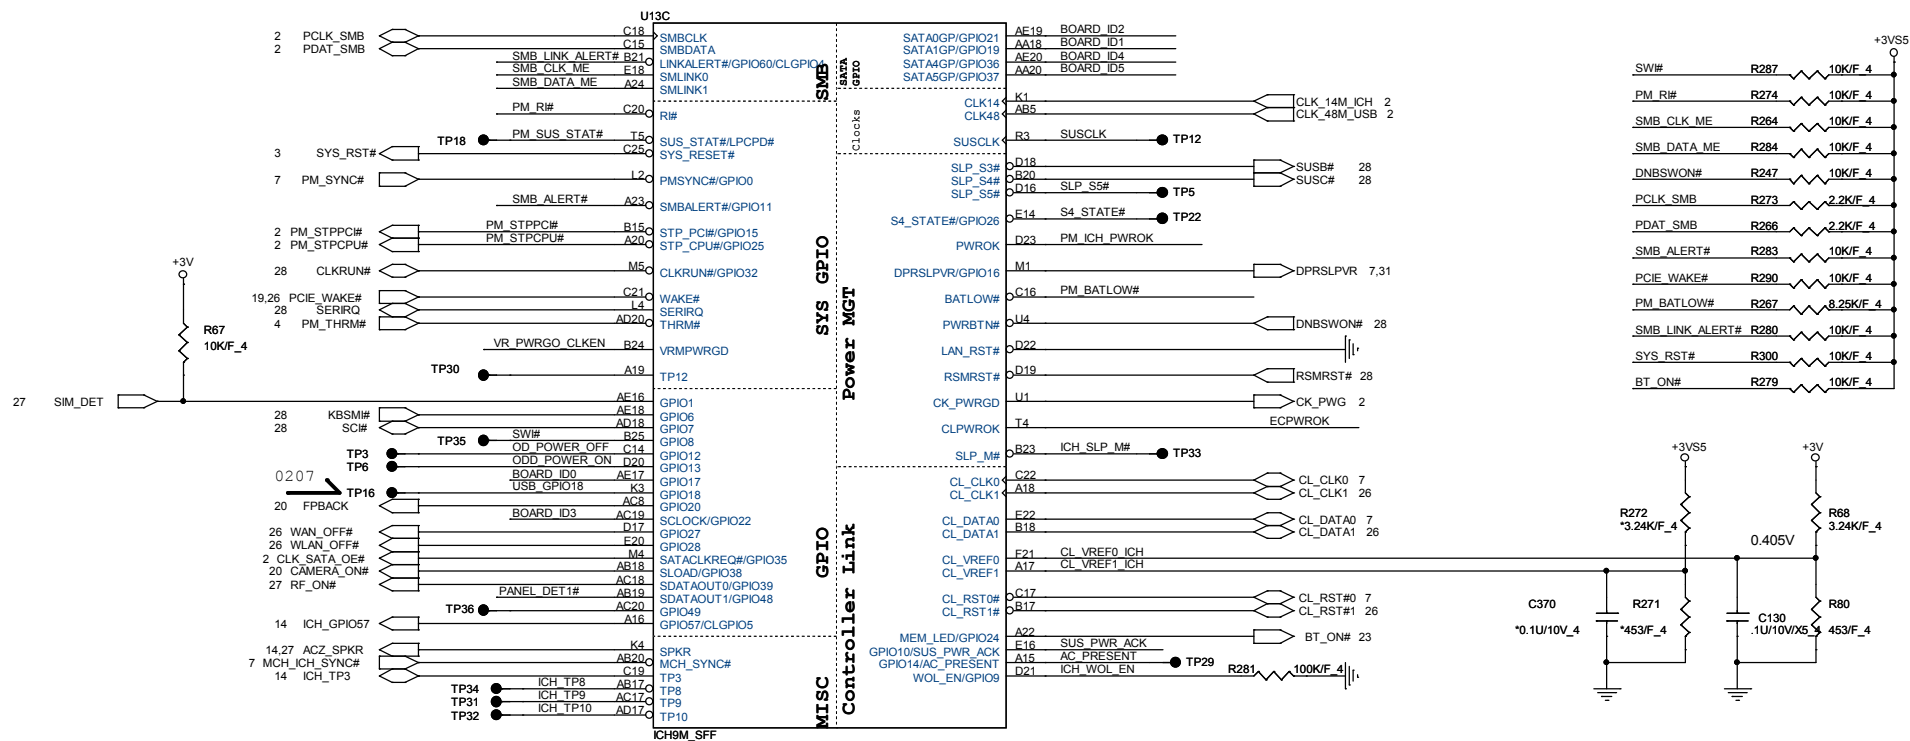 U13C
2 PCLK_SMB C18 SMBCLK
2 PDAT_SMB C15 SMBDATA
SMB_LINK_ALERT# B21 LINKALERT#/GPIO60/CLGPIO4
SMB_CLK_ME E18 SMLINK0
SMB_DATA_ME A24 SMLINK1
PM_RI# C20 RI#
TP18 PM_SUS_STAT# T5 SUS_STAT#/LPCPD#
3 SYS_RST# C25 SYS_RESET#
7 PM_SYNC# L2 PMSYNC#/GPIO0
SMB_ALERT# A23 SMBALERT#/GPIO11
2 PM_STPPCI# PM_STPPCI# B15 STP_PCI#/GPIO15
2 PM_STPCPU# PM_STPCPU# A20 STP_CPU#/GPIO25
28 CLKRUN# M5 CLKRUN#/GPIO32
19,26 PCIE_WAKE# C21 WAKE#
28 SERIRQ L4 SERIRQ
4 PM_THRM# AD20 THRM#
VR_PWRGO_CLKEN B24 VRMPWRGD
TP30 A19 TP12
+3V
R67
10K/F_4
27 SIM_DET AE16 GPIO1
28 KBSMI# AE18 GPIO6
28 SCI# AD18 GPIO7
TP35 SWI# B25 GPIO8
TP3 OD_POWER_OFF C14 GPIO12
TP6 ODD_POWER_ON D20 GPIO13
BOARD_ID0 AE17 GPIO17
0207
TP16 USB_GPIO18 K3 GPIO18
20 FPBACK AC8 GPIO20
BOARD_ID3 AC19 SCLOCK/GPIO22
26 WAN_OFF# D17 GPIO27
26 WLAN_OFF# E20 GPIO28
2 CLK_SATA_OE# M4 SATACLKREQ#/GPIO35
20 CAMERA_ON# AB18 SLOAD/GPIO38
27 RF_ON# AC18 SDATAOUT0/GPIO39
PANEL_DET1# AB19 SDATAOUT1/GPIO48
TP36 AC20 GPIO49
14 ICH_GPIO57 A16 GPIO57/CLGPIO5
14,27 ACZ_SPKR K4 SPKR
7 MCH_ICH_SYNC# AB20 MCH_SYNC#
14 ICH_TP3 C19 TP3
TP34 ICH_TP8 AB17 TP8
TP31 ICH_TP9 AC17 TP9
TP32 ICH_TP10 AD17 TP10
ICH9M_SFF
SMB
SYS GPIO
GPIO
MISC
SATA
GPIO
Clocks
Power MGT
Controller Link
SATA0GP/GPIO21 AE19 BOARD_ID2
SATA1GP/GPIO19 AA18 BOARD_ID1
SATA4GP/GPIO36 AE20 BOARD_ID4
SATA5GP/GPIO37 AA20 BOARD_ID5
CLK14 K1 CLK_14M_ICH 2
CLK48 AB5 CLK_48M_USB 2
SUSCLK R3 SUSCLK TP12
SLP_S3# D18 SUSB# 28
SLP_S4# B20 SUSC# 28
SLP_S5# D16 SLP_S5# TP5
S4_STATE#/GPIO26 E14 S4_STATE# TP22
PWROK D23 PM_ICH_PWROK
DPRSLPVR/GPIO16 M1 DPRSLPVR 7,31
BATLOW# C16 PM_BATLOW#
PWRBTN# U4 DNBSWON# 28
LAN_RST# D22
RSMRST# D19 RSMRST# 28
CK_PWRGD U1 CK_PWG 2
CLPWROK T4 ECPWROK
SLP_M# B23 ICH_SLP_M# TP33
CL_CLK0 C22 CL_CLK0 7
CL_CLK1 A18 CL_CLK1 26
CL_DATA0 E22 CL_DATA0 7
CL_DATA1 B18 CL_DATA1 26
CL_VREF0 F21 CL_VREF0_ICH
CL_VREF1 A17 CL_VREF1_ICH
CL_RST0# C17 CL_RST#0 7
CL_RST1# B17 CL_RST#1 26
MEM_LED/GPIO24 A22 BT_ON# 23
GPIO10/SUS_PWR_ACK E16 SUS_PWR_ACK
GPIO14/AC_PRESENT A15 AC_PRESENT TP29
WOL_EN/GPIO9 D21 ICH_WOL_EN R281 100K/F_4
+3VS5
SWI# R287 10K/F_4
PM_RI# R274 10K/F_4
SMB_CLK_ME R264 10K/F_4
SMB_DATA_ME R284 10K/F_4
DNBSWON# R247 10K/F_4
PCLK_SMB R273 2.2K/F_4
PDAT_SMB R266 2.2K/F_4
SMB_ALERT# R283 10K/F_4
PCIE_WAKE# R290 10K/F_4
PM_BATLOW# R267 8.25K/F_4
SMB_LINK_ALERT# R280 10K/F_4
SYS_RST# R300 10K/F_4
BT_ON# R279 10K/F_4
+3VS5 +3V
R272 R68
*3.24K/F_4 3.24K/F_4
0.405V
C370 R271 C130 R80
*0.1U/10V_4 *453/F_4 .1U/10V/X5_4 453/F_4